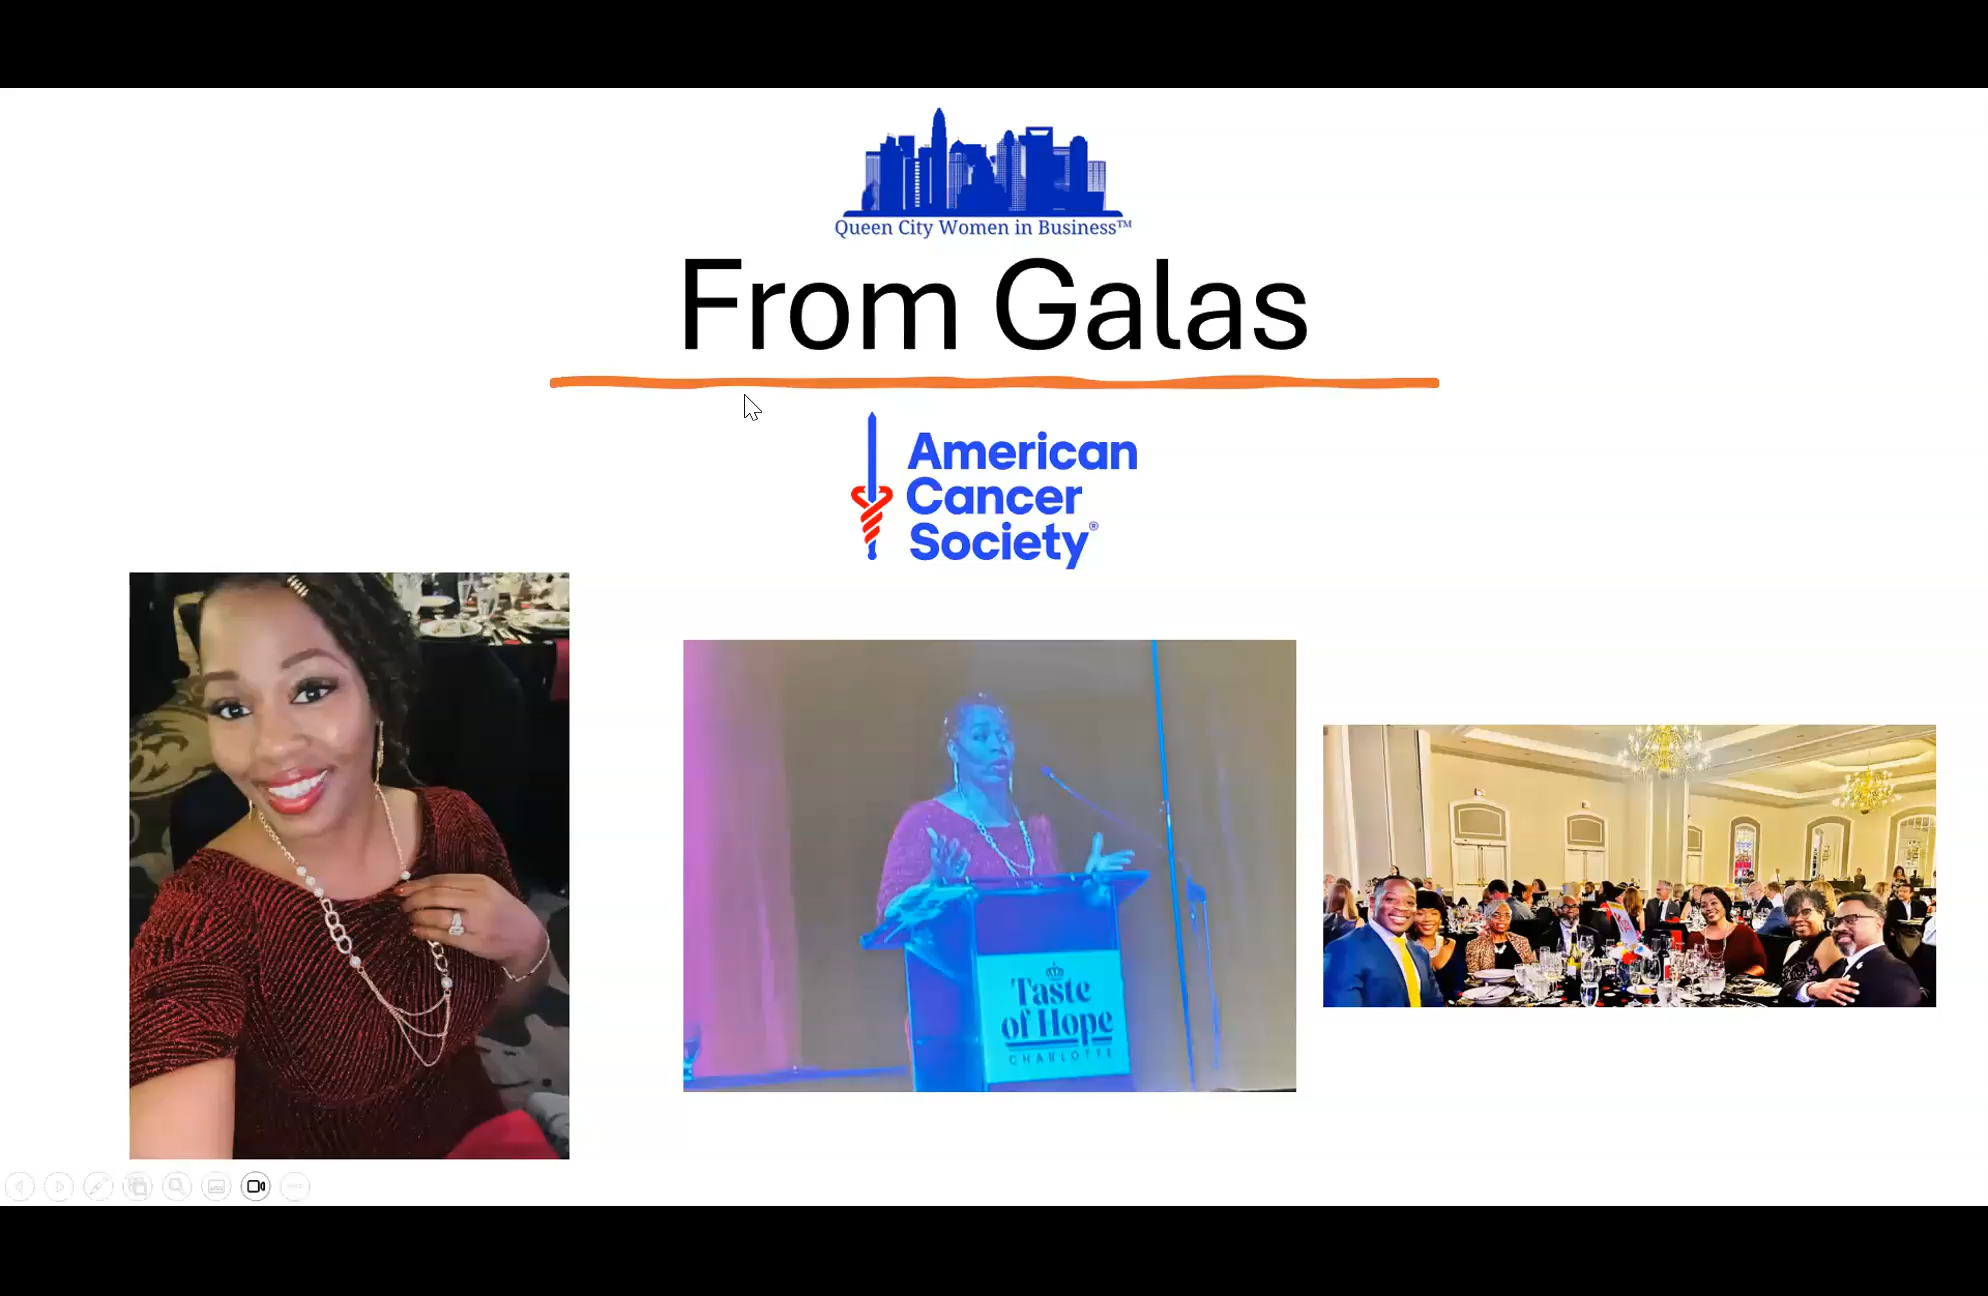 Queen City Women in Business™
From Galas
American
Cancer
Society®
Taste
of Hope
CHARLOTTE